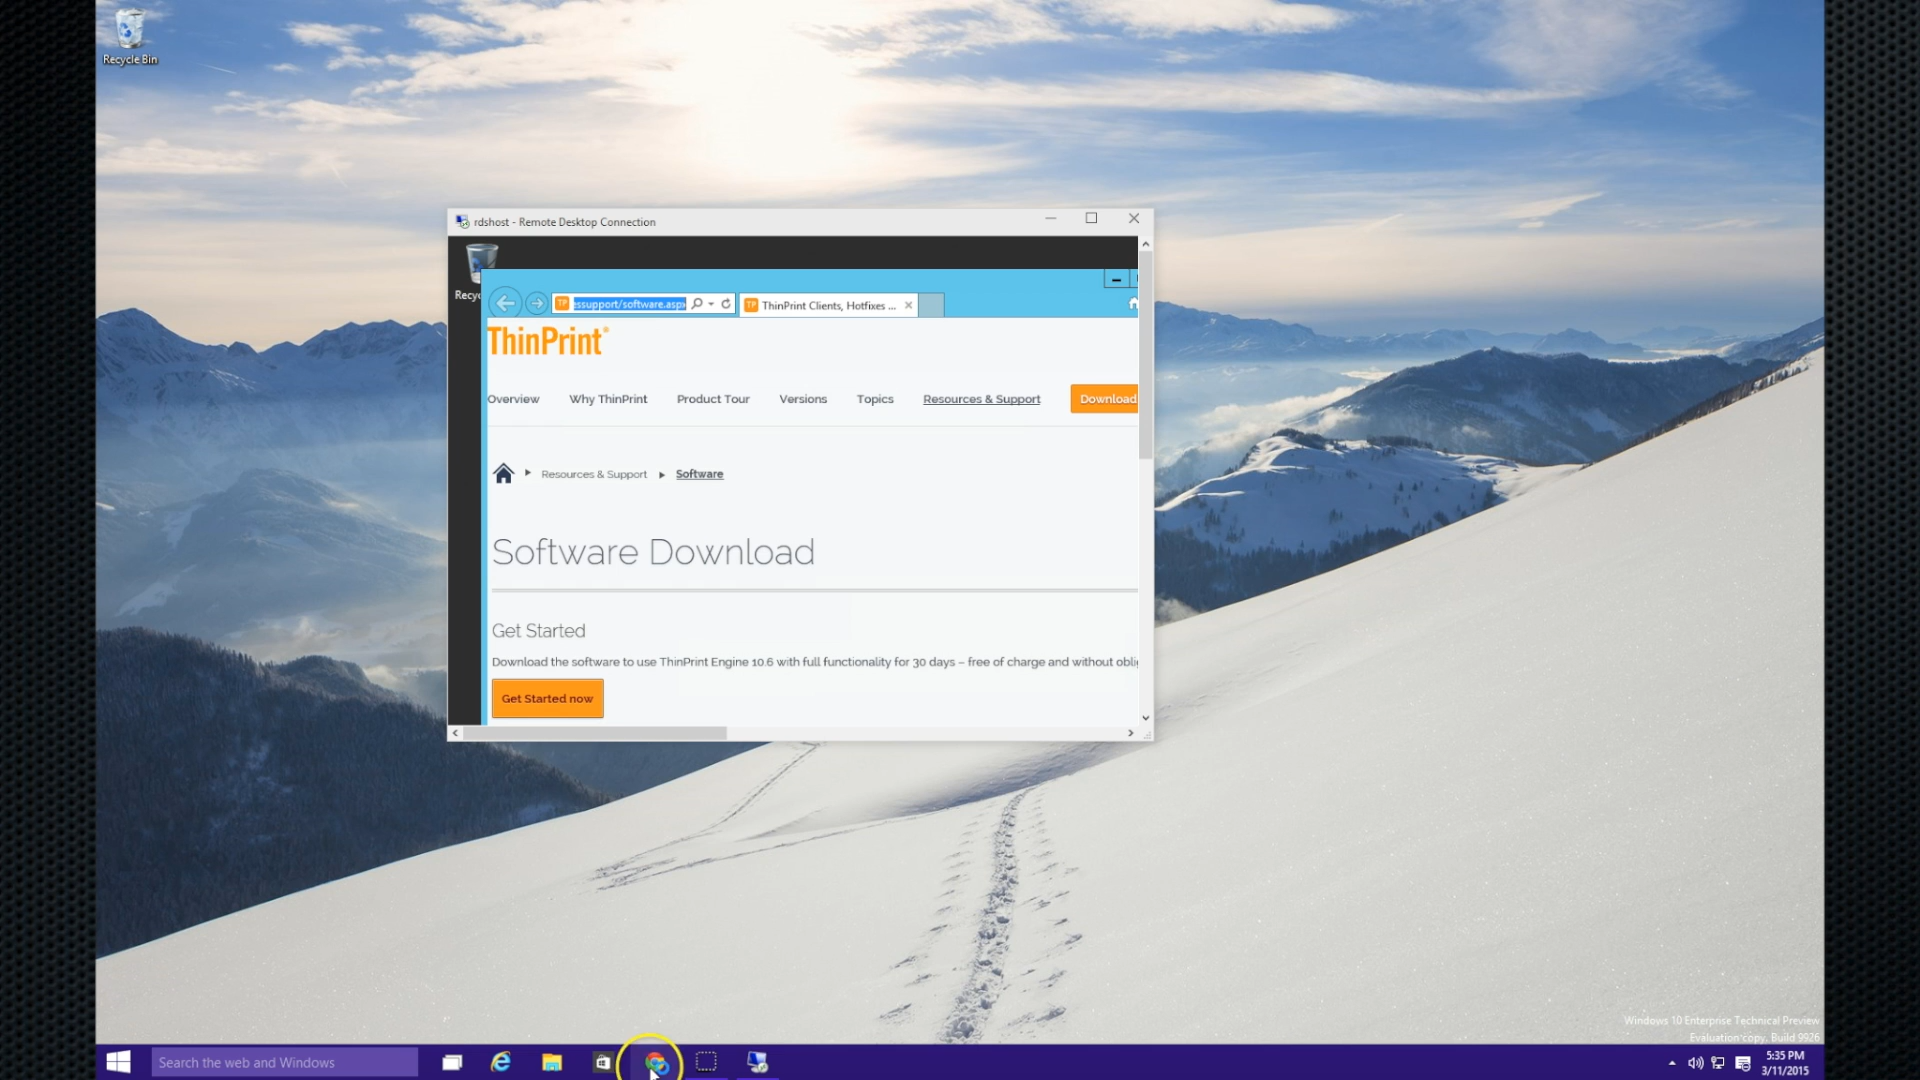 Recycle Bin
rdshost - Remote Desktop Connection
Recyc
TP essupport/software.aspx
TP ThinPrint Clients, Hotfixes ...
ThinPrint®
Overview Why ThinPrint Product Tour Versions Topics Resources & Support Download
Resources & Support Software
Software Download
Get Started
Download the software to use ThinPrint Engine 10.6 with full functionality for 30 days – free of charge and without obli
Get Started now
Windows 10 Enterprise Technical Preview
Evaluation copy. Build 9926
Search the web and Windows
5:35 PM
3/11/2015